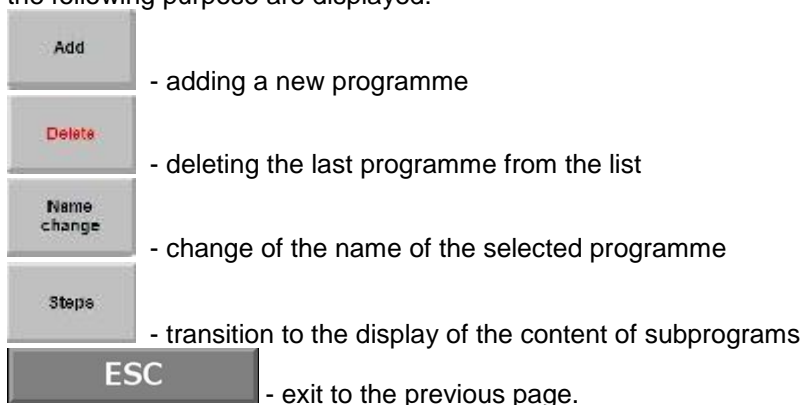 the following purpose are displayed:
Add
- adding a new programme
Delete
- deleting the last programme from the list
Name
change
- change of the name of the selected programme
Steps
- transition to the display of the content of subprograms
ESC
- exit to the previous page.